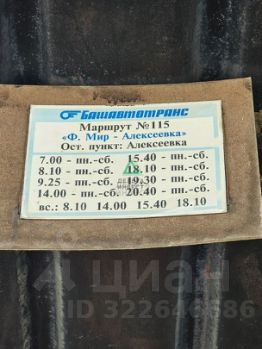 Башавтотранс
Маршрут №115
«Ф. Мир - Алексеевка»
Ост. пункт: Алексеевка
7.00 - пн.-сб. 15.40 - пн.-сб.
8.10 - пн.-сб. 18.10 - пн.-сб.
9.25 - пн.-сб. 19.30 - пн.-сб.
14.00 - пн.-сб. 20.40 - пн.-сб.
вс.: 8.10 14.00 15.40 18.10
циан
ID 322646686